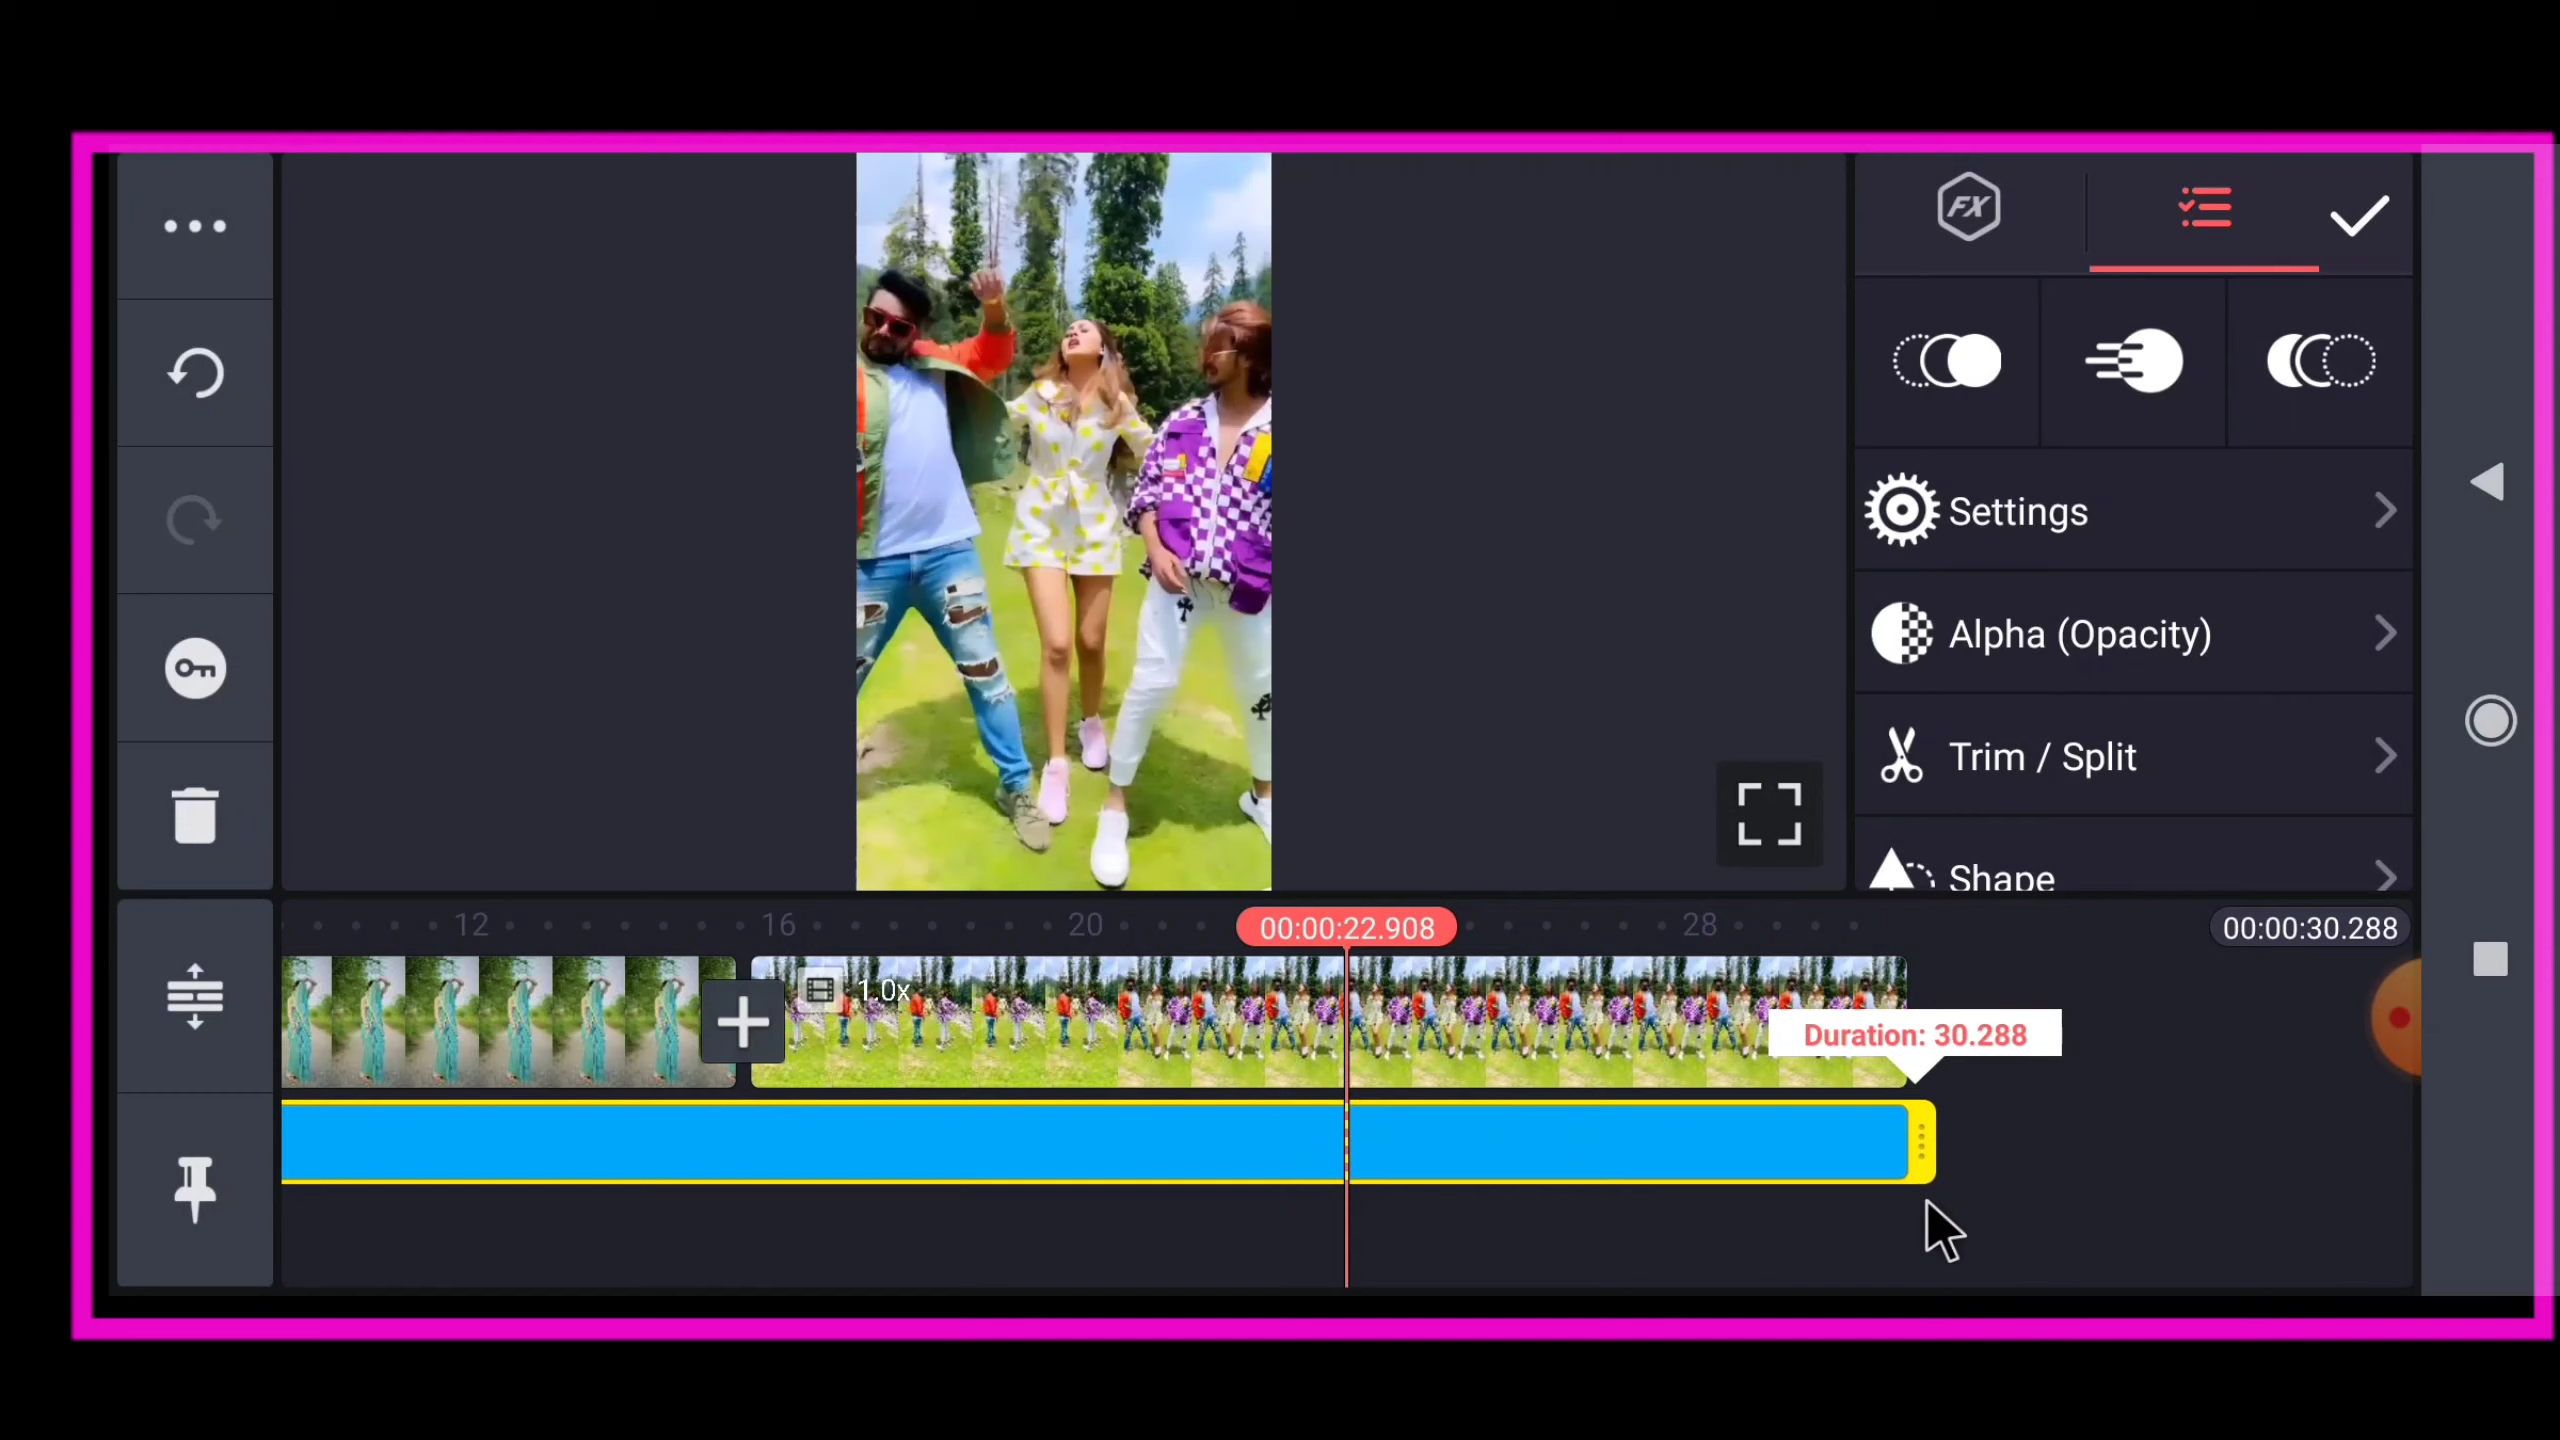 FX
Settings
Alpha (Opacity)
Trim / Split
Shape
12
16
20
00:00:22.908
28
00:00:30.288
1.0x
Duration: 30.288